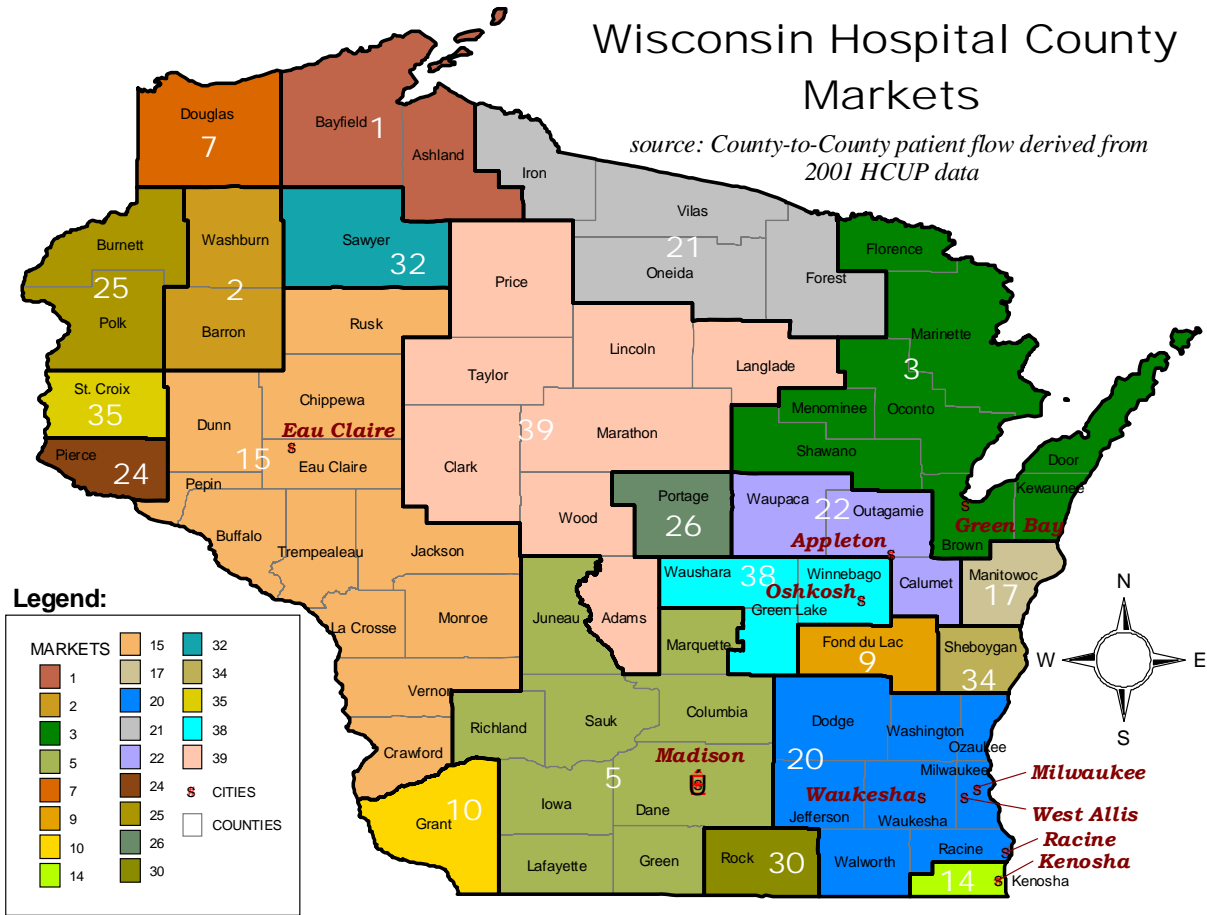 Wisconsin Hospital County
Markets
source: County-to-County patient flow derived from
2001 HCUP data
Douglas
7
Bayfield
1
Ashland
Iron
Vilas
21
Oneida
Forest
Florence
Burnett
25
Polk
Washburn
2
Barron
Sawyer
32
Price
Rusk
Lincoln
Langlade
Marinette
3
Menominee
Oconto
Shawano
Door
Kewaunee
Green Bay
Brown
St. Croix
35
Pierce
24
Dunn
Chippewa
Eau Claire
15
Eau Claire
Pepin
Taylor
39
Clark
Marathon
Wood
Portage
26
Waupaca
22
Outagamie
Appleton
Buffalo
Trempealeau
Jackson
La Crosse
Monroe
Juneau
Adams
Waushara
38
Winnebago
Oshkosh
Green Lake
Calumet
Manitowoc
17
Marquette
Fond du Lac
9
Sheboygan
34
Vernon
Crawford
Richland
Sauk
Columbia
Dodge
Washington
Ozaukee
Madison
5
20
Milwaukee
Milwaukee
Waukesha
West Allis
Grant
10
Iowa
Dane
Jefferson
Waukesha
Racine
Lafayette
Green
Rock
30
Walworth
Racine
Kenosha
14
Kenosha
N
W
E
S
Legend:
MARKETS
1
2
3
5
7
9
10
14
15
17
20
21
22
24
25
26
30
32
34
35
38
39
CITIES
COUNTIES